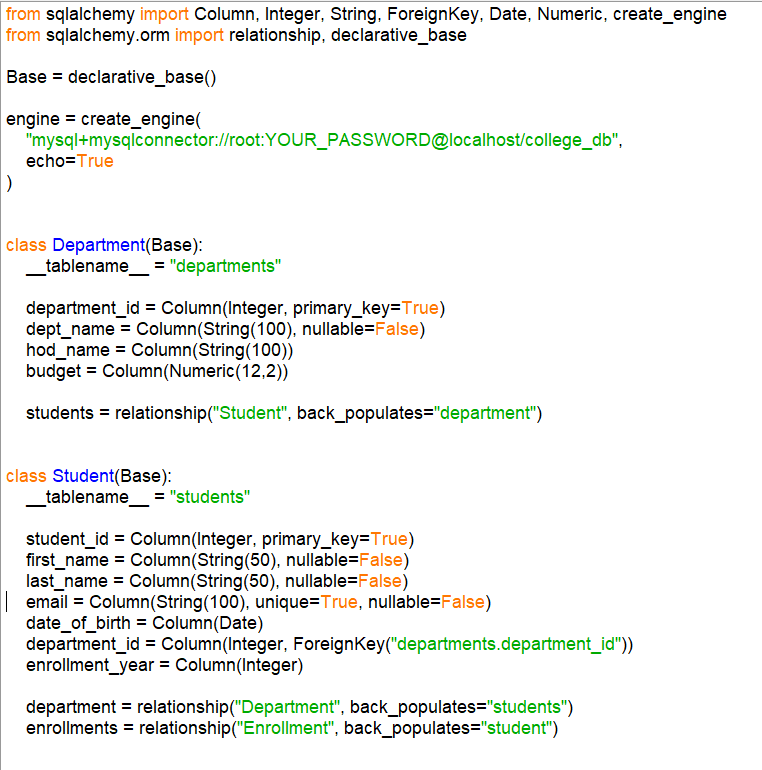 from sqlalchemy import Column, Integer, String, ForeignKey, Date, Numeric, create_engine
from sqlalchemy.orm import relationship, declarative_base

Base = declarative_base()

engine = create_engine(
    "mysql+mysqlconnector://root:YOUR_PASSWORD@localhost/college_db",
    echo=True
)


class Department(Base):
    __tablename__ = "departments"

    department_id = Column(Integer, primary_key=True)
    dept_name = Column(String(100), nullable=False)
    hod_name = Column(String(100))
    budget = Column(Numeric(12,2))

    students = relationship("Student", back_populates="department")


class Student(Base):
    __tablename__ = "students"

    student_id = Column(Integer, primary_key=True)
    first_name = Column(String(50), nullable=False)
    last_name = Column(String(50), nullable=False)
    email = Column(String(100), unique=True, nullable=False)
    date_of_birth = Column(Date)
    department_id = Column(Integer, ForeignKey("departments.department_id"))
    enrollment_year = Column(Integer)

    department = relationship("Department", back_populates="students")
    enrollments = relationship("Enrollment", back_populates="student")